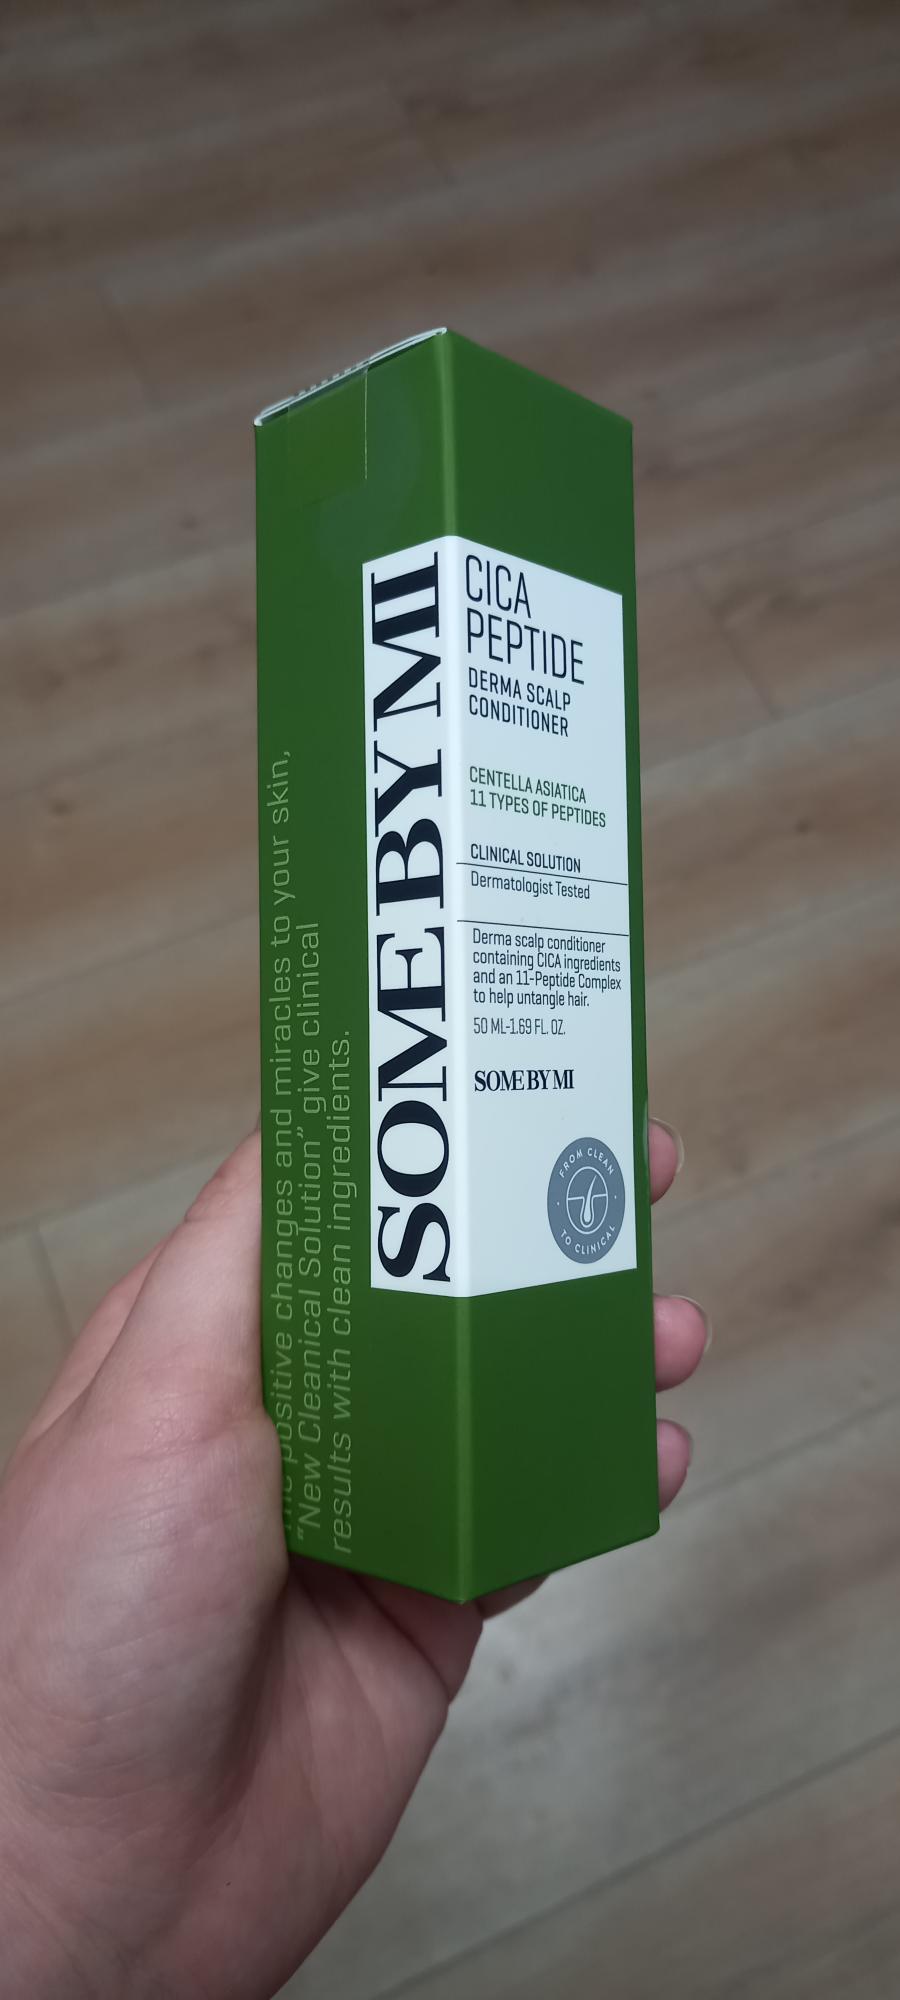 SOME BY MI
CICA
PEPTIDE
DERMA SCALP
CONDITIONER
CENTELLA ASIATICA
11 TYPES OF PEPTIDES
CLINICAL SOLUTION
Dermatologist Tested
Derma scalp conditioner
containing CICA ingredients
and an 11-Peptide Complex
to help untangle hair.
50 ML-1.69 FL. OZ.
SOME BY MI
FROM CLEAN
TO CLINICAL
positive changes and miracles to your skin,
"New Cleanical Solution" give clinical
results with clean ingredients.